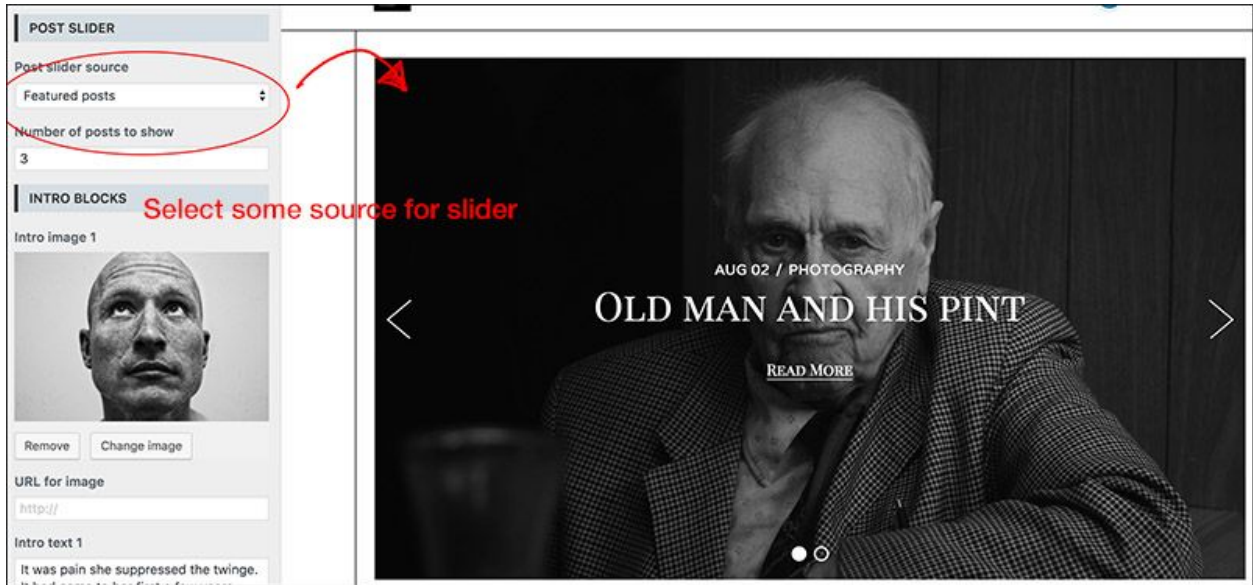 POST SLIDER
Post slider source
Featured posts
Number of posts to show
3
INTRO BLOCKS
Select some source for slider
Intro image 1
Remove Change image
URL for image
http://
Intro text 1
It was pain she suppressed the twinge.
AUG 02 / PHOTOGRAPHY
OLD MAN AND HIS PINT
READ MORE